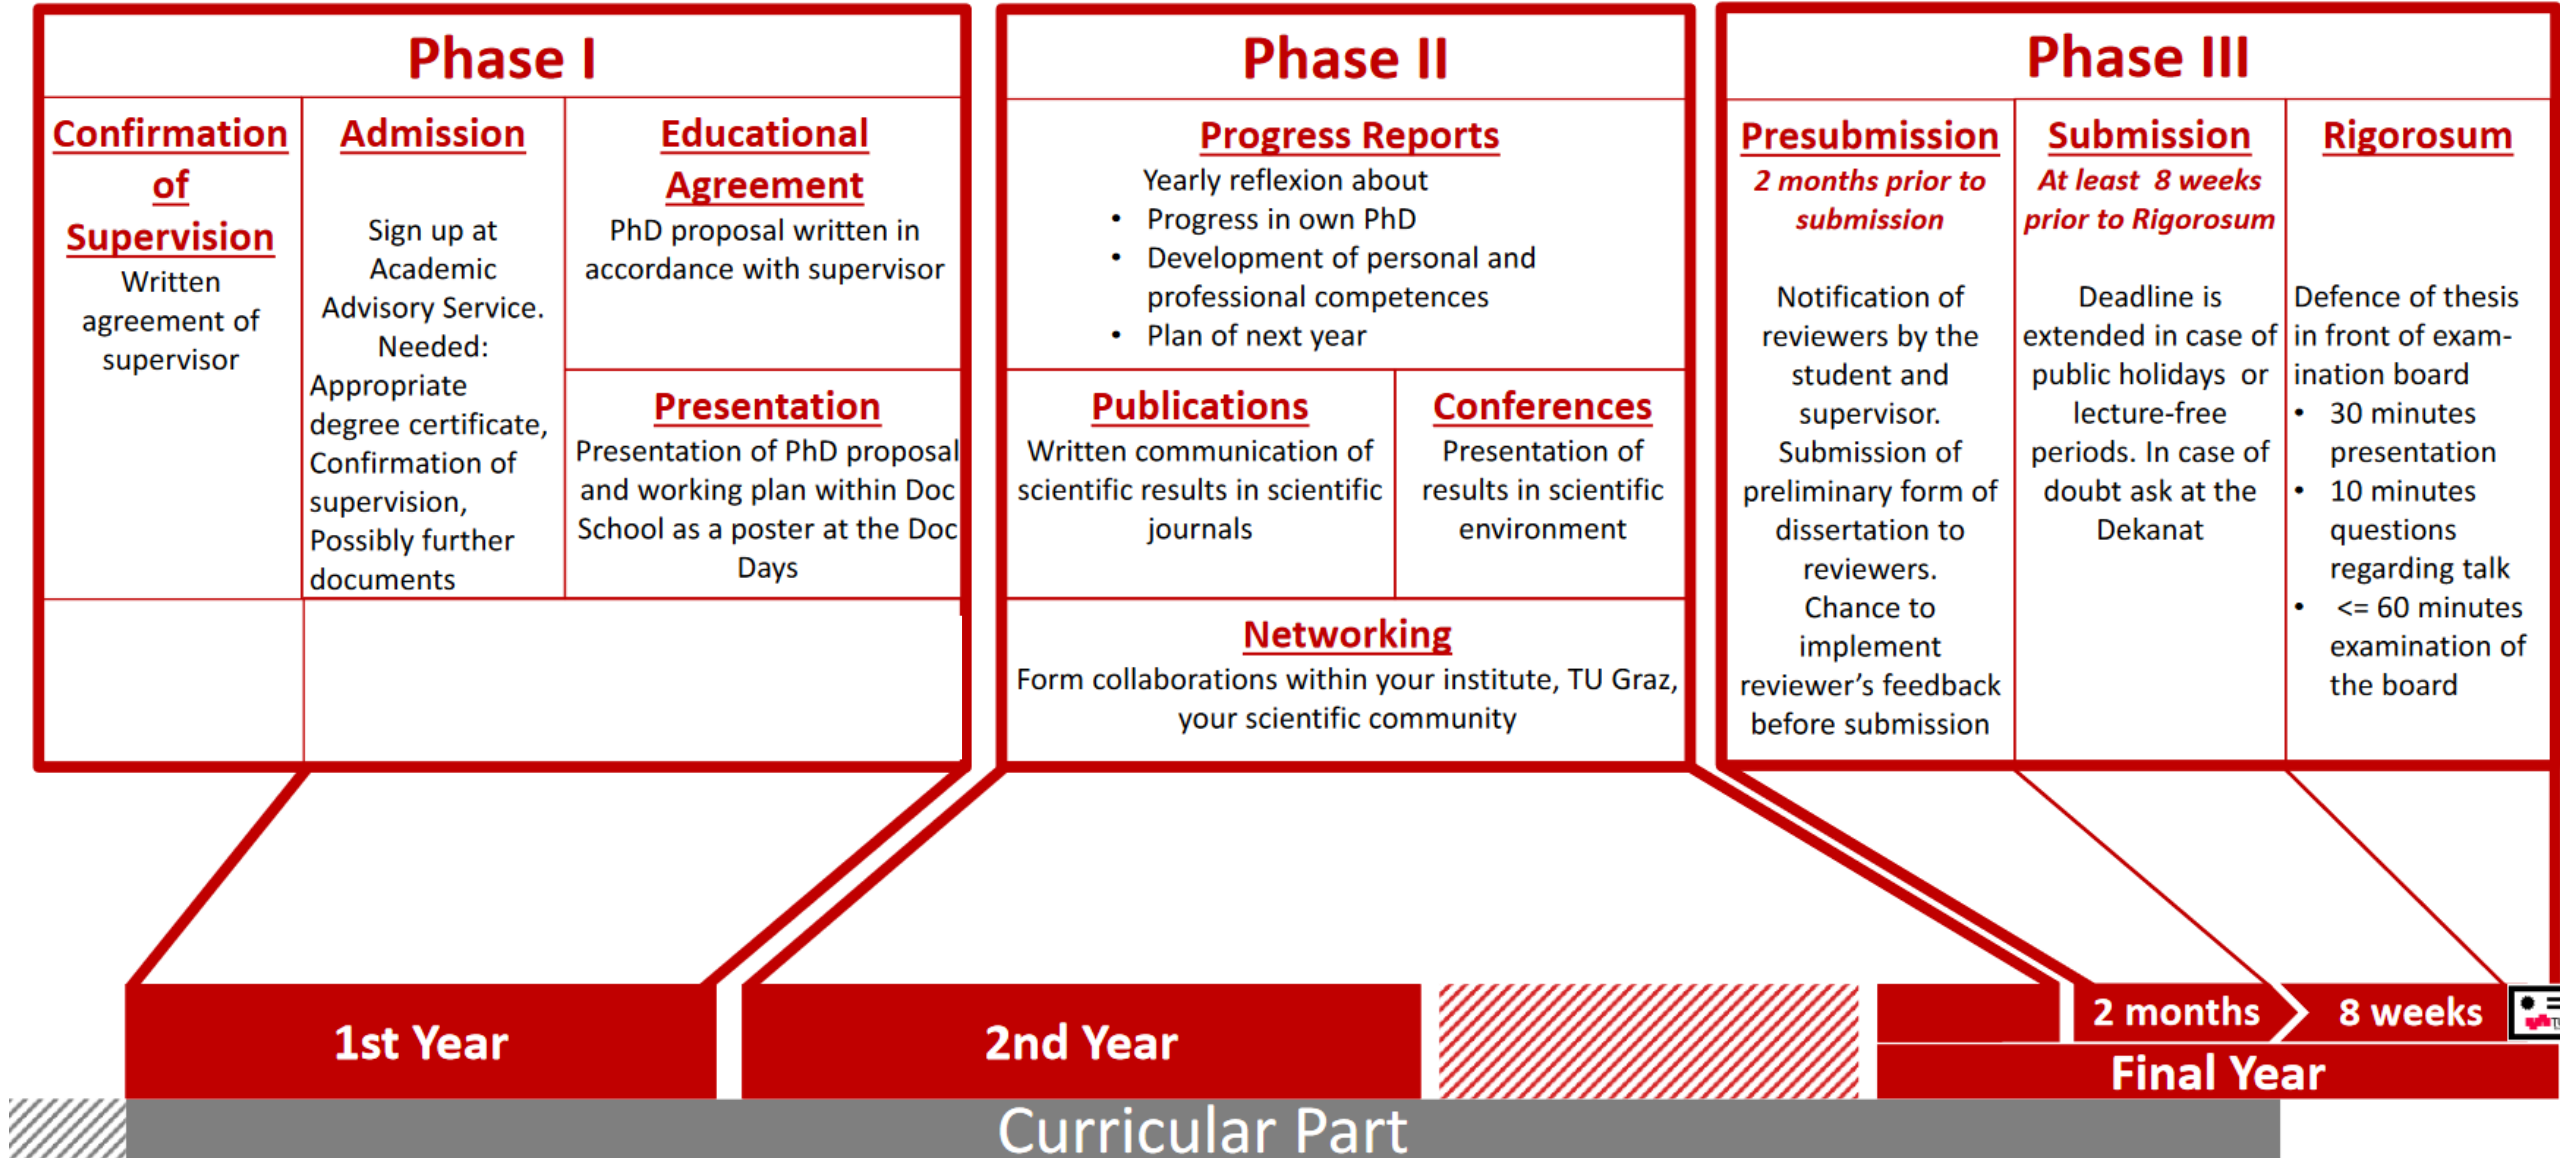 Phase I
Confirmation
of
Supervision
Written
agreement of
supervisor
Admission
Sign up at
Academic
Advisory Service.
Needed:
Appropriate
degree certificate,
Confirmation of
supervision,
Possibly further
documents
Educational
Agreement
PhD proposal written in
accordance with supervisor
Presentation
Presentation of PhD proposal
and working plan within Doc
School as a poster at the Doc
Days
Phase II
Progress Reports
Yearly reflexion about
• Progress in own PhD
• Development of personal and
professional competences
• Plan of next year
Publications
Written communication of
scientific results in scientific
journals
Conferences
Presentation of
results in scientific
environment
Networking
Form collaborations within your institute, TU Graz,
your scientific community
Phase III
Presubmission
2 months prior to
submission
Notification of
reviewers by the
student and
supervisor.
Submission of
preliminary form of
dissertation to
reviewers.
Chance to
implement
reviewer's feedback
before submission
Submission
At least 8 weeks
prior to Rigorosum
Deadline is
extended in case of
public holidays or
lecture-free
periods. In case of
doubt ask at the
Dekanat
Rigorosum
Defence of thesis
in front of exam-
ination board
• 30 minutes
presentation
• 10 minutes
questions
regarding talk
• <= 60 minutes
examination of
the board
1st Year
2nd Year
2 months
8 weeks
Final Year
Curricular Part